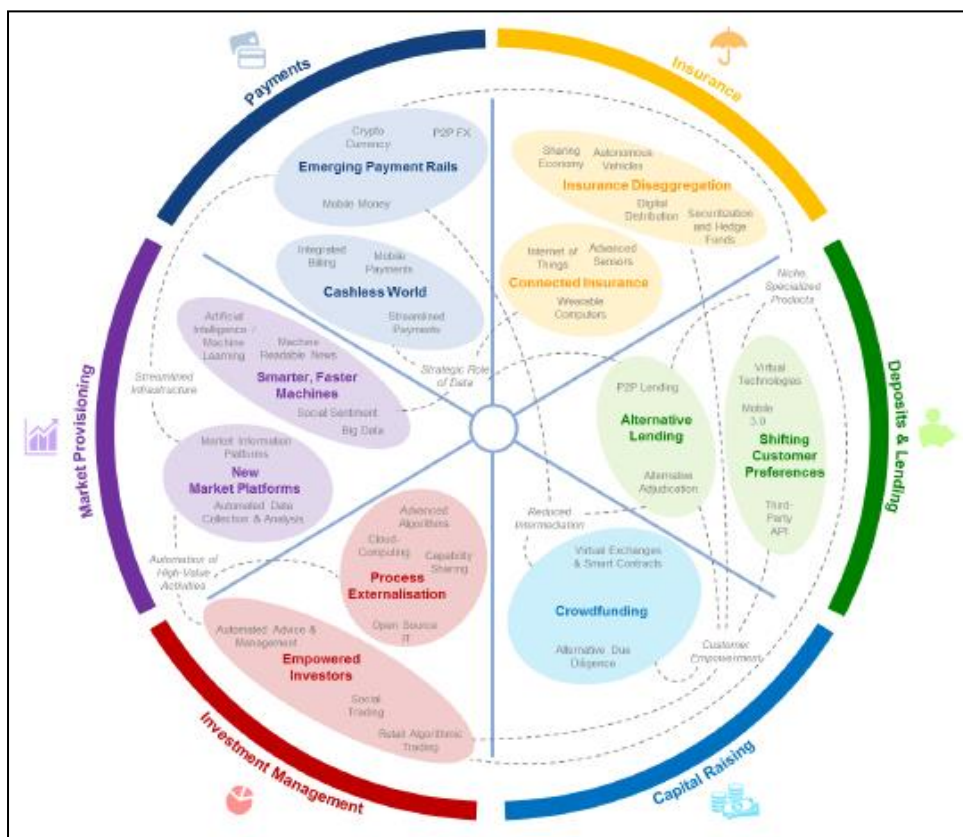 Payments
Insurance
Crypto
Currency
P2P FX
Emerging Payment Rails
Mobile Money
Sharing
Economy
Autonomous
Vehicles
Insurance Disaggregation
Digital
Distribution
Securitization
and Hedge
Funds
Integrated
Billing
Mobile
Payments
Cashless World
Streamlined
Payments
Internet of
Things
Advanced
Sensors
Connected Insurance
Wearable
Computers
Niche,
Specialized
Products
Artificial
Intelligence /
Machine
Learning
Machine
Readable News
Smarter, Faster
Machines
Social Sentiment
Big Data
Streamlined
Infrastructure
Strategic Role
of Data
Market Provisioning
P2P Lending
Alternative
Lending
Alternative
Adjudication
Virtual
Technologies
Mobile
3.0
Shifting
Customer
Preferences
Third-
Party
API
Deposits & Lending
Market Information
Platforms
New
Market Platforms
Automated Data
Collection & Analysis
Advanced
Algorithms
Cloud-
Computing
Capability
Sharing
Process
Externalisation
Open Source
IT
Reduced
Intermediation
Virtual Exchanges
& Smart Contracts
Crowdfunding
Alternative Due
Diligence
Automation of
High-Value
Activities
Automated Advice &
Management
Empowered
Investors
Social
Trading
Retail Algorithmic
Trading
Customer
Empowerment
Investment Management
Capital Raising